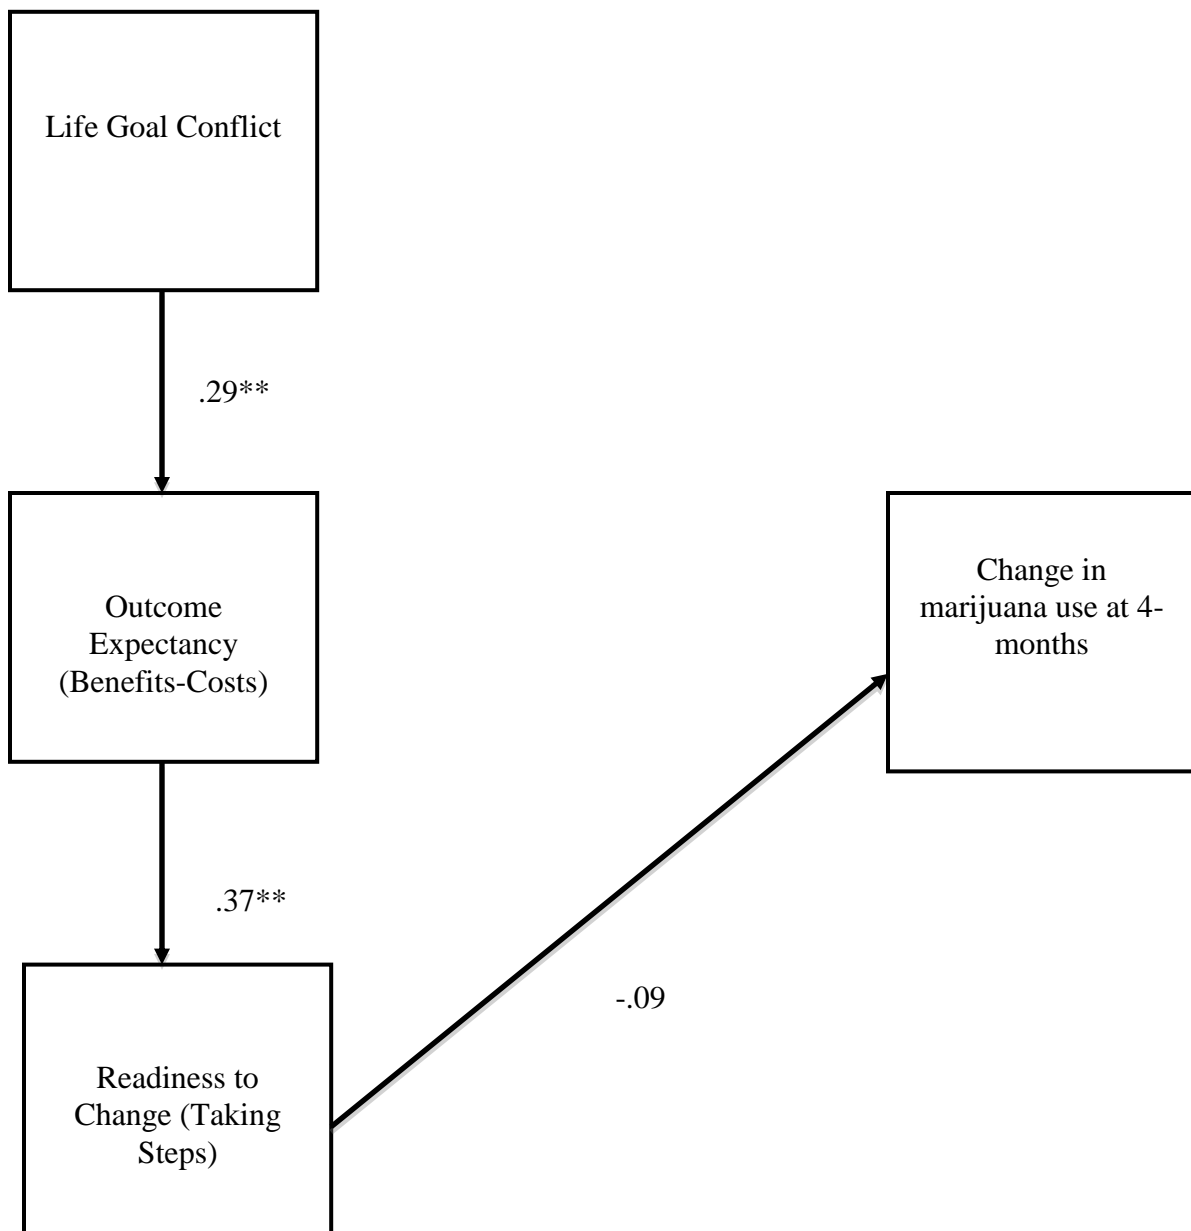 Life Goal Conflict
.29**
Outcome
Expectancy
(Benefits-Costs)
Change in
marijuana use at 4-
months
.37**
-.09
Readiness to
Change (Taking
Steps)